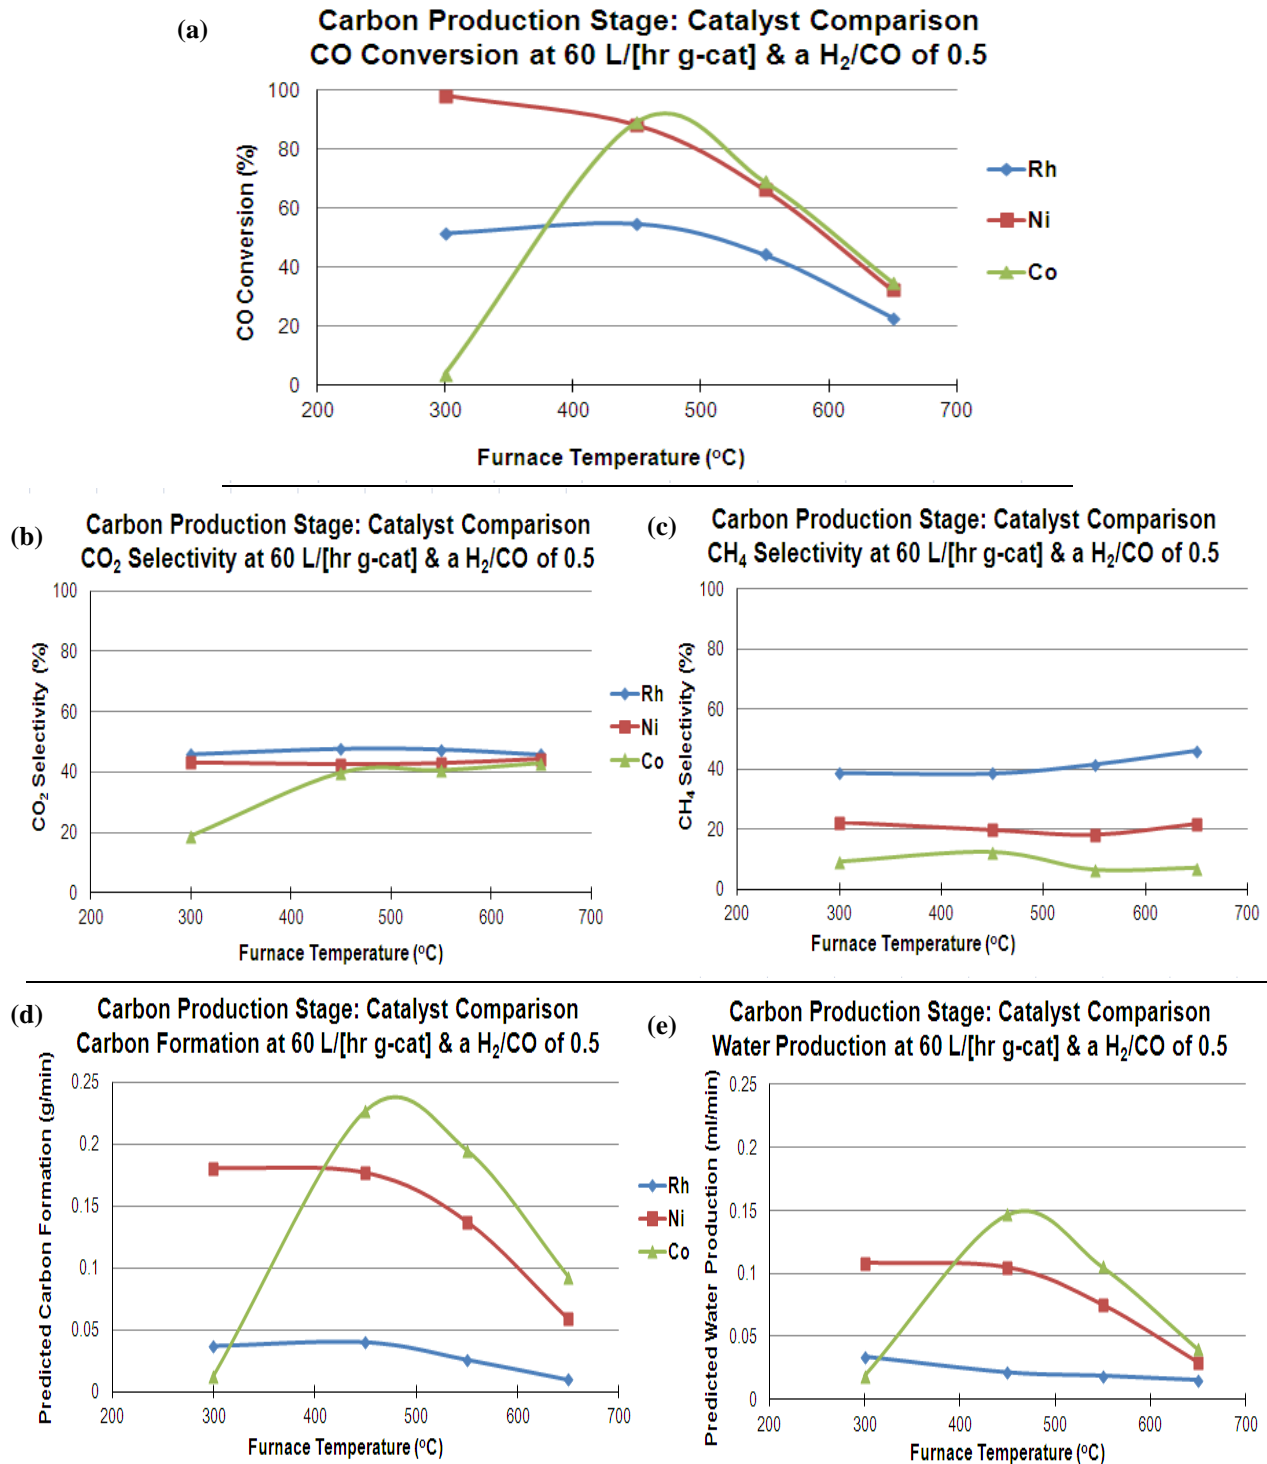 (a)
Carbon Production Stage: Catalyst Comparison
CO Conversion at 60 L/[hr g-cat] & a H₂/CO of 0.5
CO Conversion (%)
100
80
60
40
20
0
200 300 400 500 600 700
Furnace Temperature (°C)
Rh
Ni
Co
(b)
Carbon Production Stage: Catalyst Comparison
CO₂ Selectivity at 60 L/[hr g-cat] & a H₂/CO of 0.5
CO₂ Selectivity (%)
100
80
60
40
20
0
200 300 400 500 600 700
Furnace Temperature (°C)
Rh
Ni
Co
(c)
Carbon Production Stage: Catalyst Comparison
CH₄ Selectivity at 60 L/[hr g-cat] & a H₂/CO of 0.5
CH₄ Selectivity (%)
100
80
60
40
20
0
200 300 400 500 600 700
Furnace Temperature (°C)
(d)
Carbon Production Stage: Catalyst Comparison
Carbon Formation at 60 L/[hr g-cat] & a H₂/CO of 0.5
Predicted Carbon Formation (g/min)
0.25
0.2
0.15
0.1
0.05
0
200 300 400 500 600 700
Furnace Temperature (°C)
Rh
Ni
Co
(e)
Carbon Production Stage: Catalyst Comparison
Water Production at 60 L/[hr g-cat] & a H₂/CO of 0.5
Predicted Water Production (ml/min)
0.25
0.2
0.15
0.1
0.05
0
200 300 400 500 600 700
Furnace Temperature (°C)